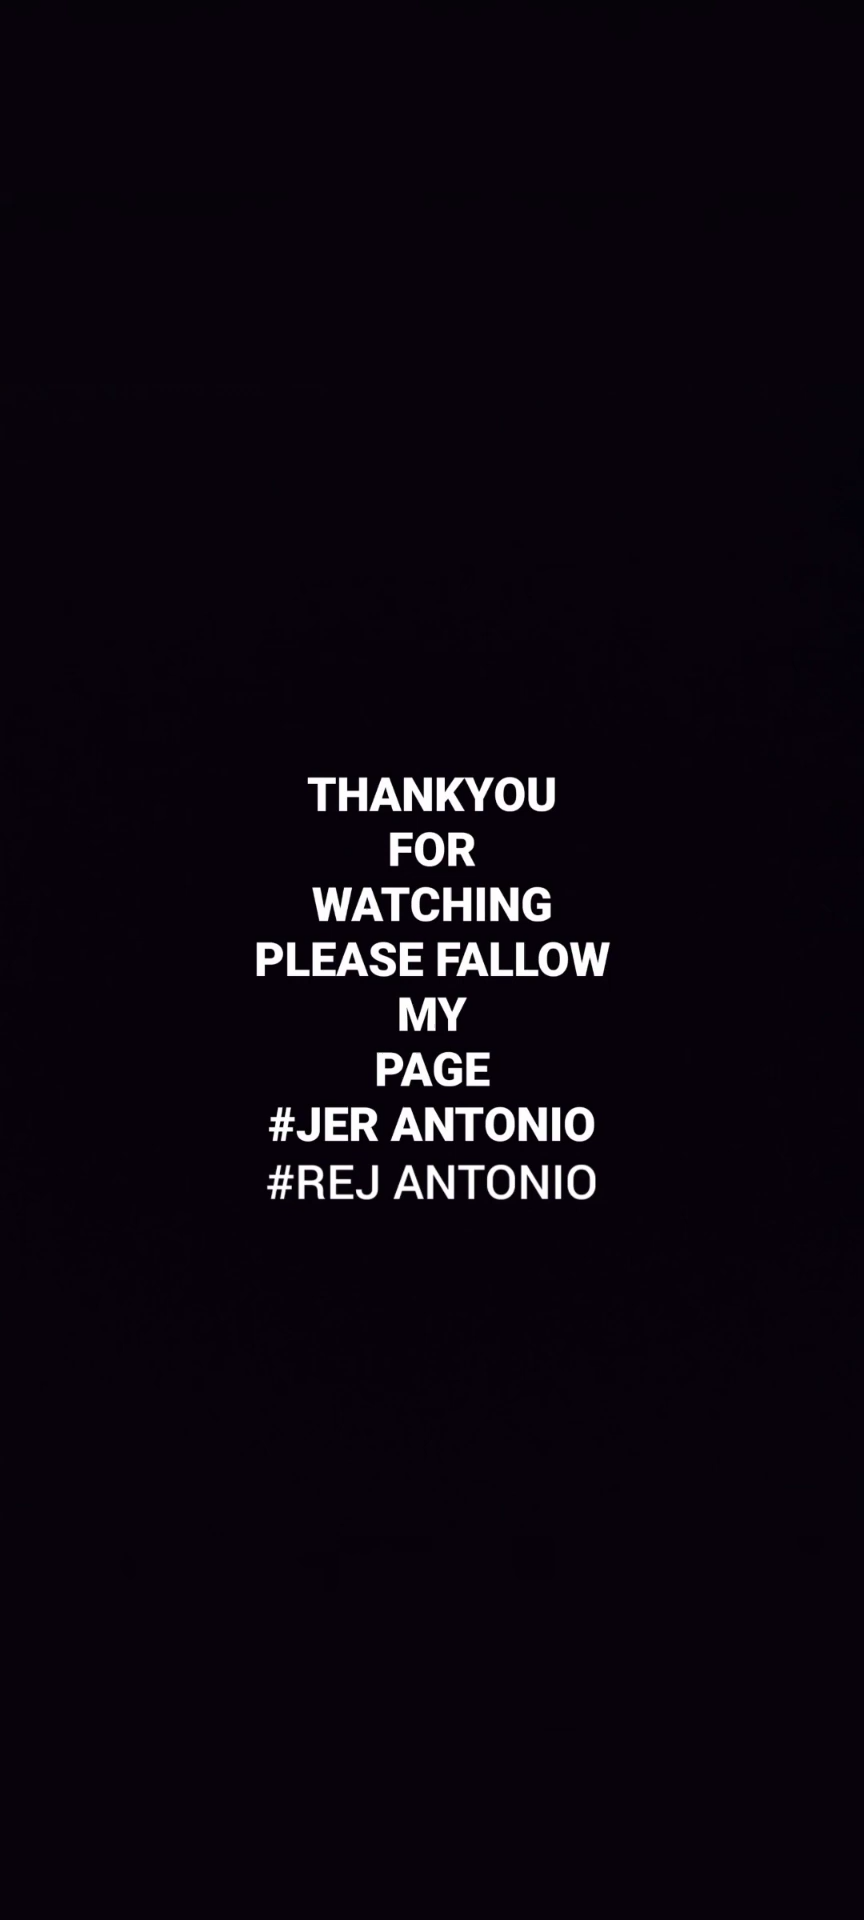 THANKYOU
FOR
WATCHING
PLEASE FALLOW
MY
PAGE
#JER ANTONIO
#REJ ANTONIO